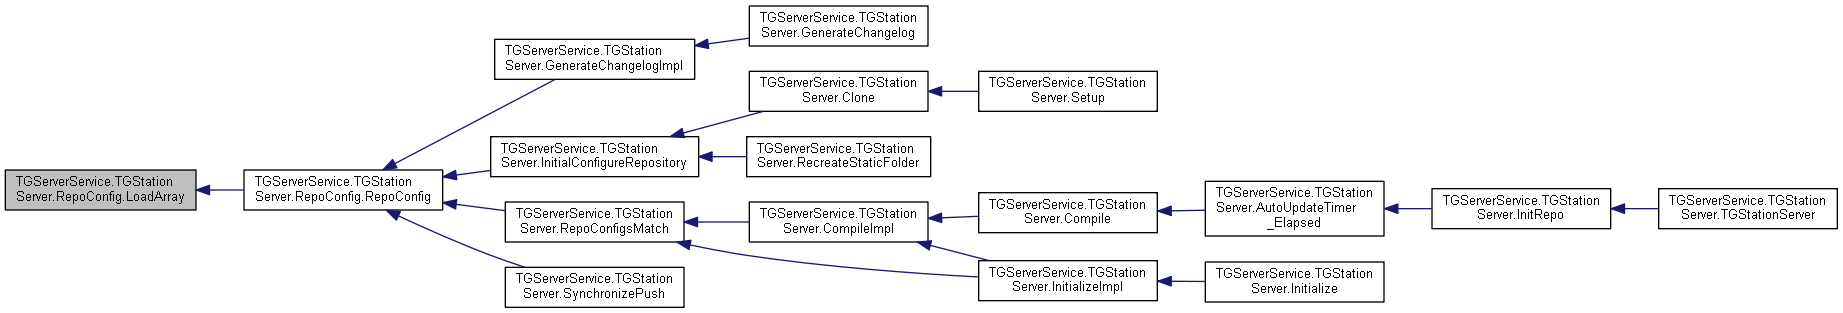 TGServerService.TGStation
Server.RepoConfig.LoadArray
TGServerService.TGStation
Server.RepoConfig.RepoConfig
TGServerService.TGStation
Server.GenerateChangelogImpl
TGServerService.TGStation
Server.GenerateChangelog
TGServerService.TGStation
Server.InitialConfigureRepository
TGServerService.TGStation
Server.Clone
TGServerService.TGStation
Server.Setup
TGServerService.TGStation
Server.RecreateStaticFolder
TGServerService.TGStation
Server.RepoConfigsMatch
TGServerService.TGStation
Server.CompileImpl
TGServerService.TGStation
Server.Compile
TGServerService.TGStation
Server.AutoUpdateTimer
_Elapsed
TGServerService.TGStation
Server.InitRepo
TGServerService.TGStation
Server.TGStationServer
TGServerService.TGStation
Server.InitializeImpl
TGServerService.TGStation
Server.Initialize
TGServerService.TGStation
Server.SynchronizePush